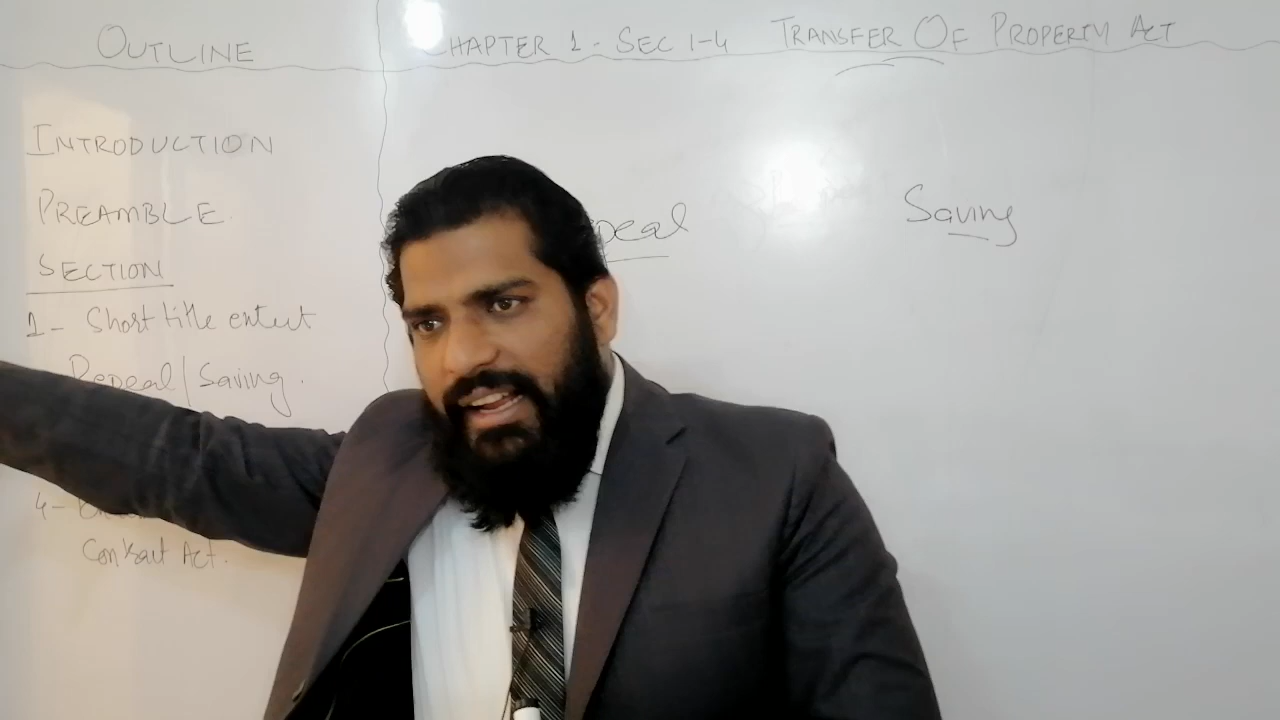 OUTLINE
CHAPTER 1 - SEC 1-4 TRANSFER OF PROPERTY ACT
INTRODUCTION
PREAMBLE
SECTION
1 - Short title entent
Repeal/Saving.
4 -
Contract Act.
peal
Saving